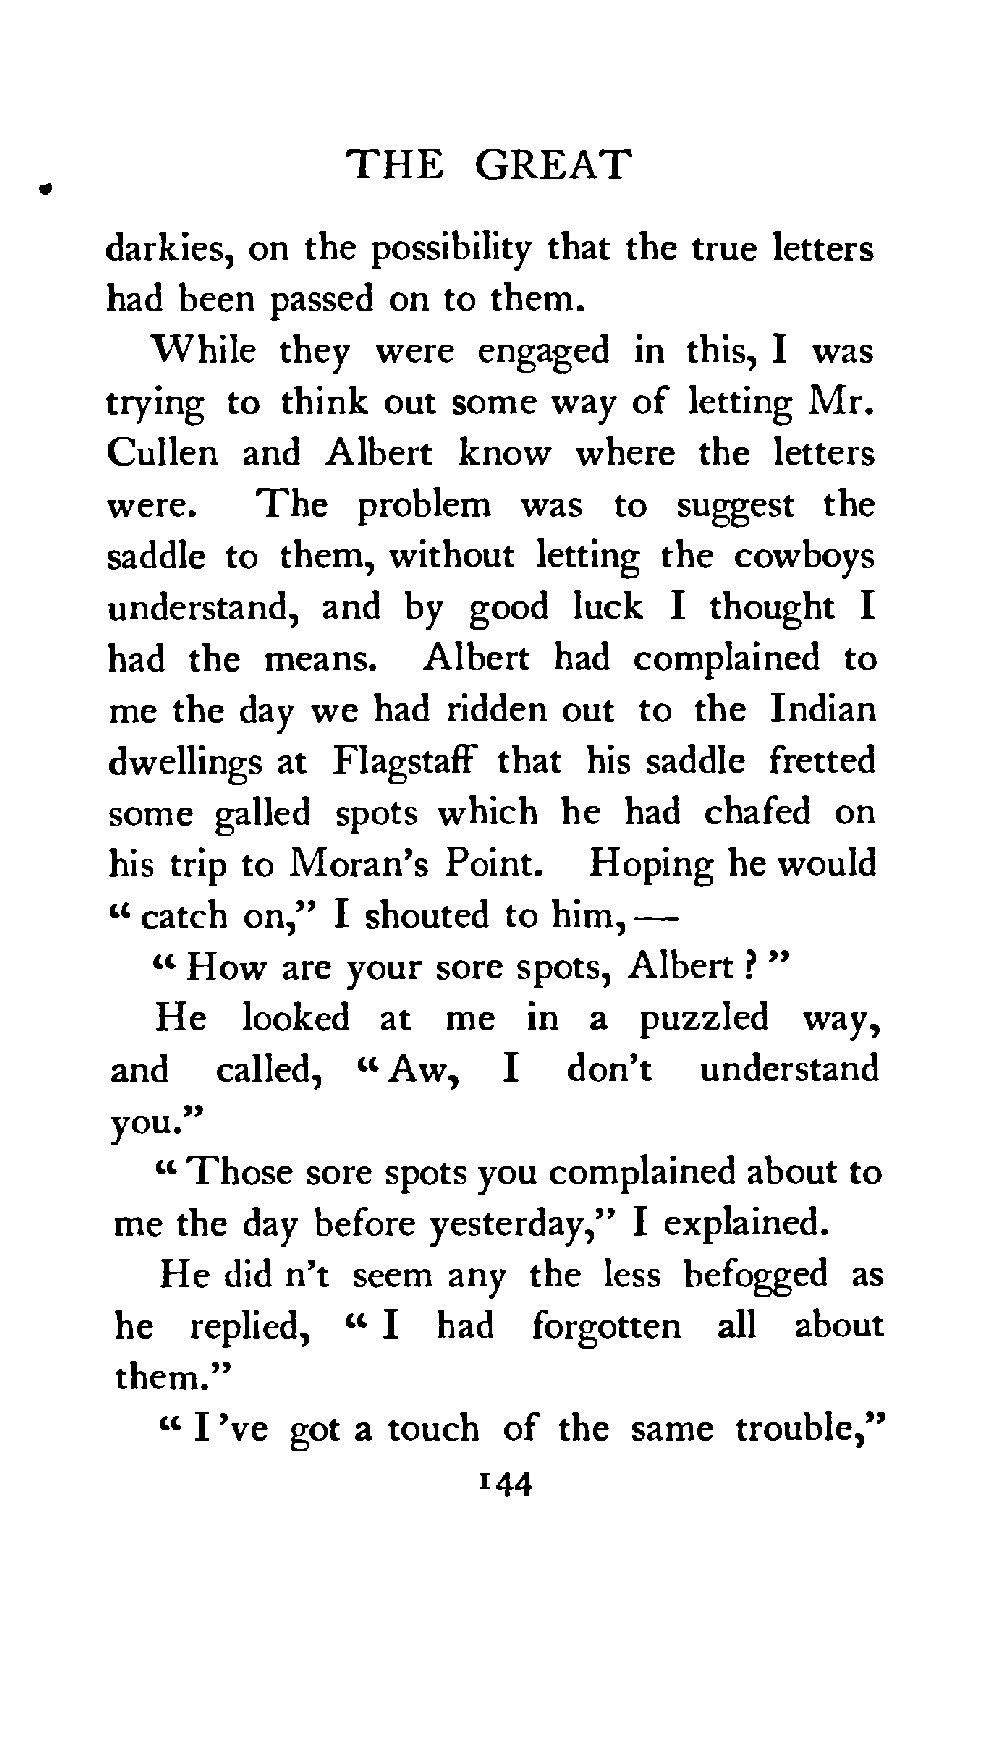 THE GREAT
darkies, on the possibility that the true letters
had been passed on to them.
While they were engaged in this, I was
trying to think out some way of letting Mr.
Cullen and Albert know where the letters
were. The problem was to suggest the
saddle to them, without letting the cowboys
understand, and by good luck I thought I
had the means. Albert had complained to
me the day we had ridden out to the Indian
dwellings at Flagstaff that his saddle fretted
some galled spots which he had chafed on
his trip to Moran's Point. Hoping he would
“ catch on,” I shouted to him, —
“ How are your sore spots, Albert ? ”
He looked at me in a puzzled way,
and called, “ Aw, I don't understand
you.”
“ Those sore spots you complained about to
me the day before yesterday,” I explained.
He did n't seem any the less befogged as
he replied, “ I had forgotten all about
them.”
“ I 've got a touch of the same trouble,”
144